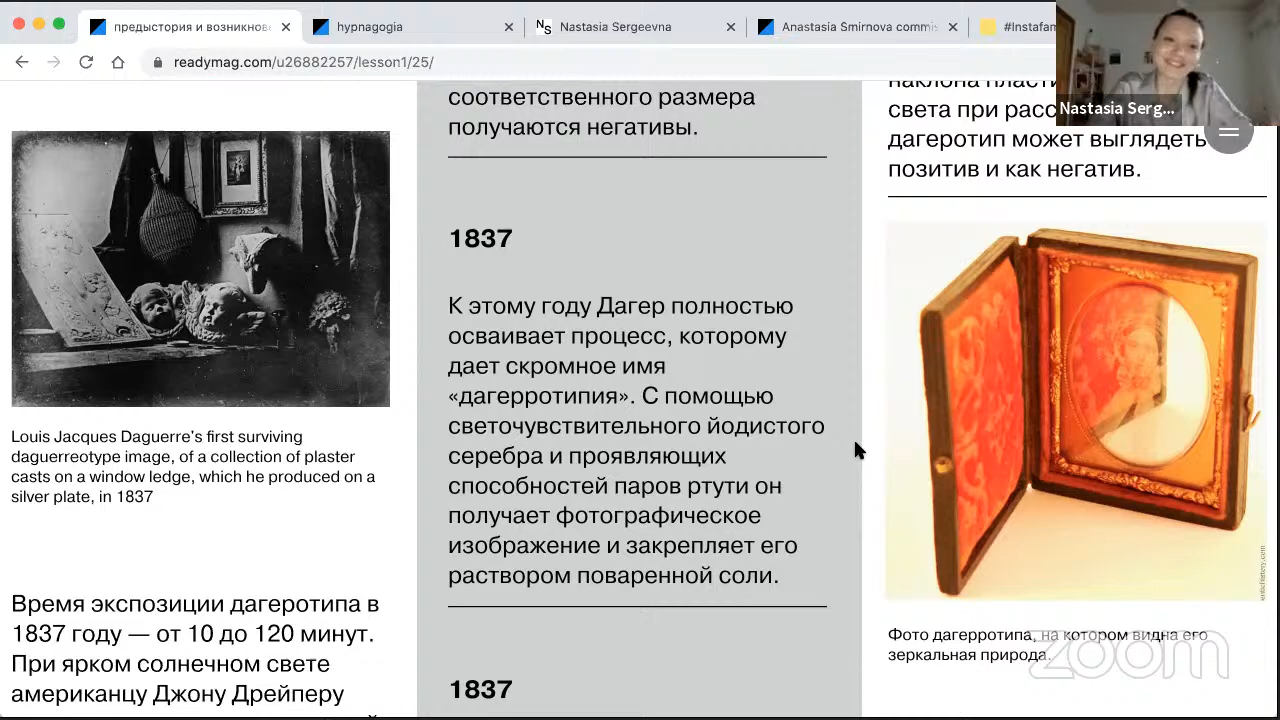 предыстория и возникнов
hypnagogia
NS
Nastasia Sergeevna
Anastasia Smirnova commis
#Instafam
readymag.com/u26882257/lesson1/25/
Nastasia Serg...
Louis Jacques Daguerre's first surviving
daguerreotype image, of a collection of plaster
casts on a window ledge, which he produced on a
silver plate, in 1837
Время экспозиции дагеротипа в
1837 году — от 10 до 120 минут.
При ярком солнечном свете
американцу Джону Дрейперу
соответственного размера
получаются негативы.
1837
К этому году Дагер полностью
осваивает процесс, которому
дает скромное имя
«дагерротипия». С помощью
светочувствительного йодистого
серебра и проявляющих
способностей паров ртути он
получает фотографическое
изображение и закрепляет его
раствором поваренной соли.
1837
наклона
света при
дагеротип может выглядеть
позитив и как негатив.
Фото дагерротипа, на котором видна его
зеркальная природа.
zoom